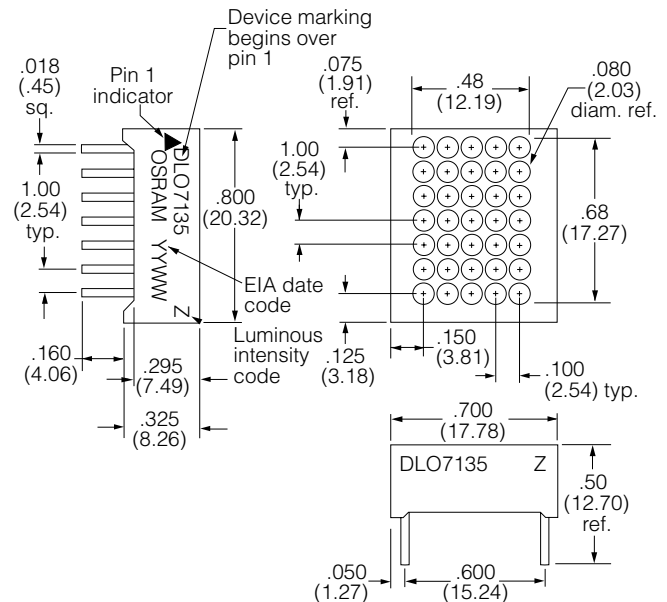 Device marking
begins over
pin 1
.018
(.45)
sq.
Pin 1
indicator
1.00
(2.54)
typ.
DLO7135
OSRAM YYWW
Z
.800
(20.32)
EIA date
code
Luminous
intensity
code
.160
(4.06)
.295
(7.49)
.325
(8.26)
.075
(1.91)
ref.
.48
(12.19)
.080
(2.03)
diam. ref.
1.00
(2.54)
typ.
.68
(17.27)
.125
(3.18)
.150
(3.81)
.100
(2.54) typ.
.700
(17.78)
DLO7135 Z
.50
(12.70)
ref.
.050
(1.27)
.600
(15.24)